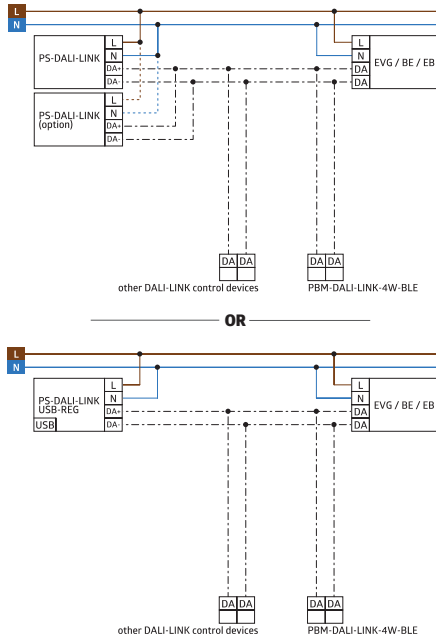 L
N
PS-DALI-LINK
L
N
DA+
DA-
L
N
DA
DA
EVG / BE / EB
PS-DALI-LINK
(option)
L
N
DA+
DA-
DA DA
DA DA
other DALI-LINK control devices
PBM-DALI-LINK-4W-BLE
OR
L
N
PS-DALI-LINK
USB-REG
USB
L
N
DA+
DA-
L
N
DA
DA
EVG / BE / EB
DA DA
DA DA
other DALI-LINK control devices
PBM-DALI-LINK-4W-BLE